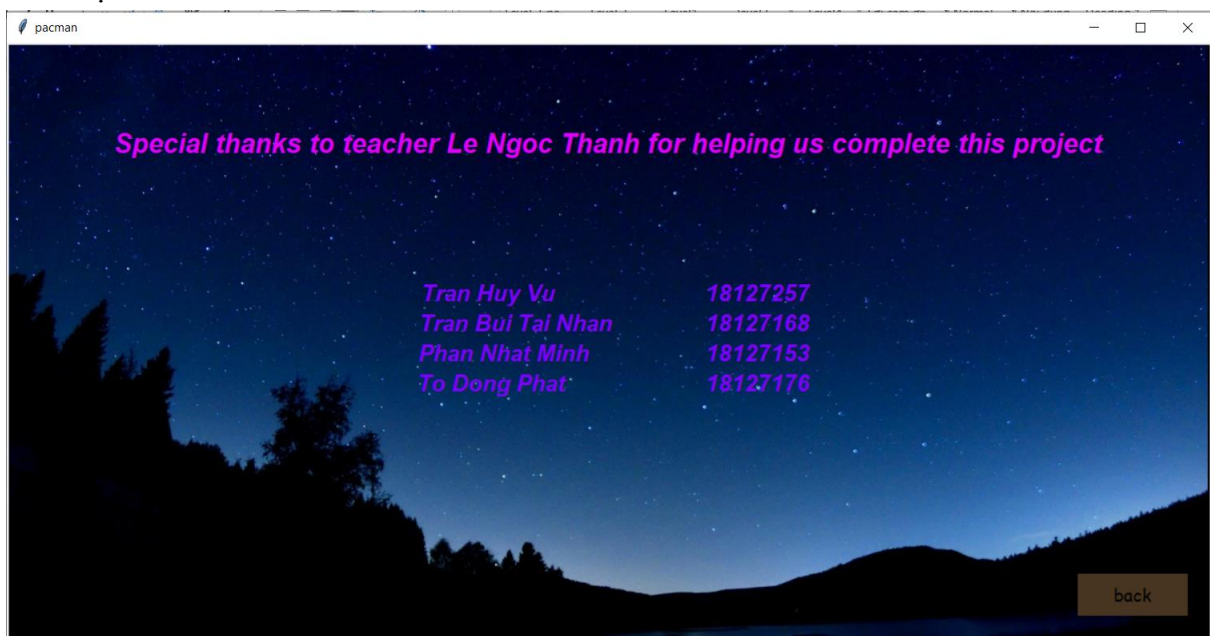 pacman
Special thanks to teacher Le Ngoc Thanh for helping us complete this project
Tran Huy Vu 18127257
Tran Bui Tai Nhan 18127168
Phan Nhat Minh 18127153
To Dong Phat 18127176
back